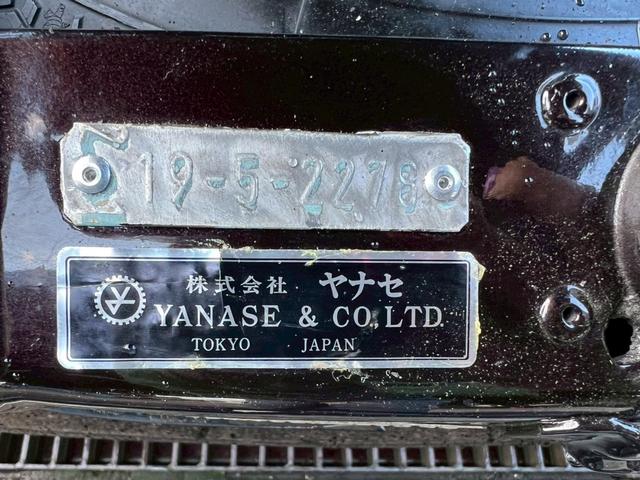 19-5-2278
株式会社 ヤナセ
YANASE & CO., LTD.
TOKYO JAPAN